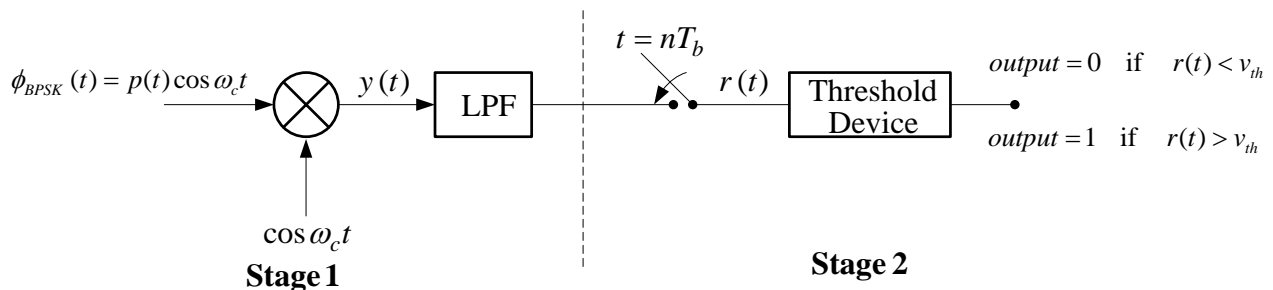 ϕ_BPSK (t) = p(t) cos ω_c t
y(t)
LPF
cos ω_c t
Stage 1
t = nT_b
r(t)
Threshold
Device
output = 0 if r(t) < v_th
output = 1 if r(t) > v_th
Stage 2